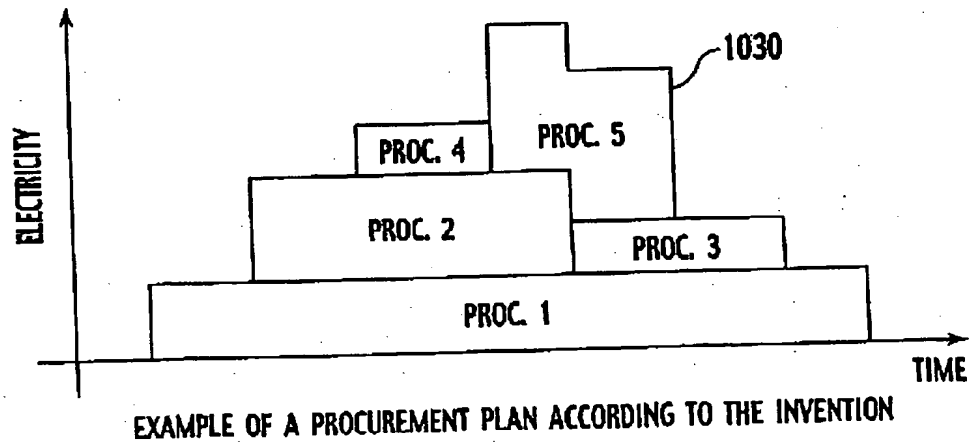 1030
ELECTRICITY
PROC. 4
PROC. 5
PROC. 2
PROC. 3
PROC. 1
TIME
EXAMPLE OF A PROCUREMENT PLAN ACCORDING TO THE INVENTION